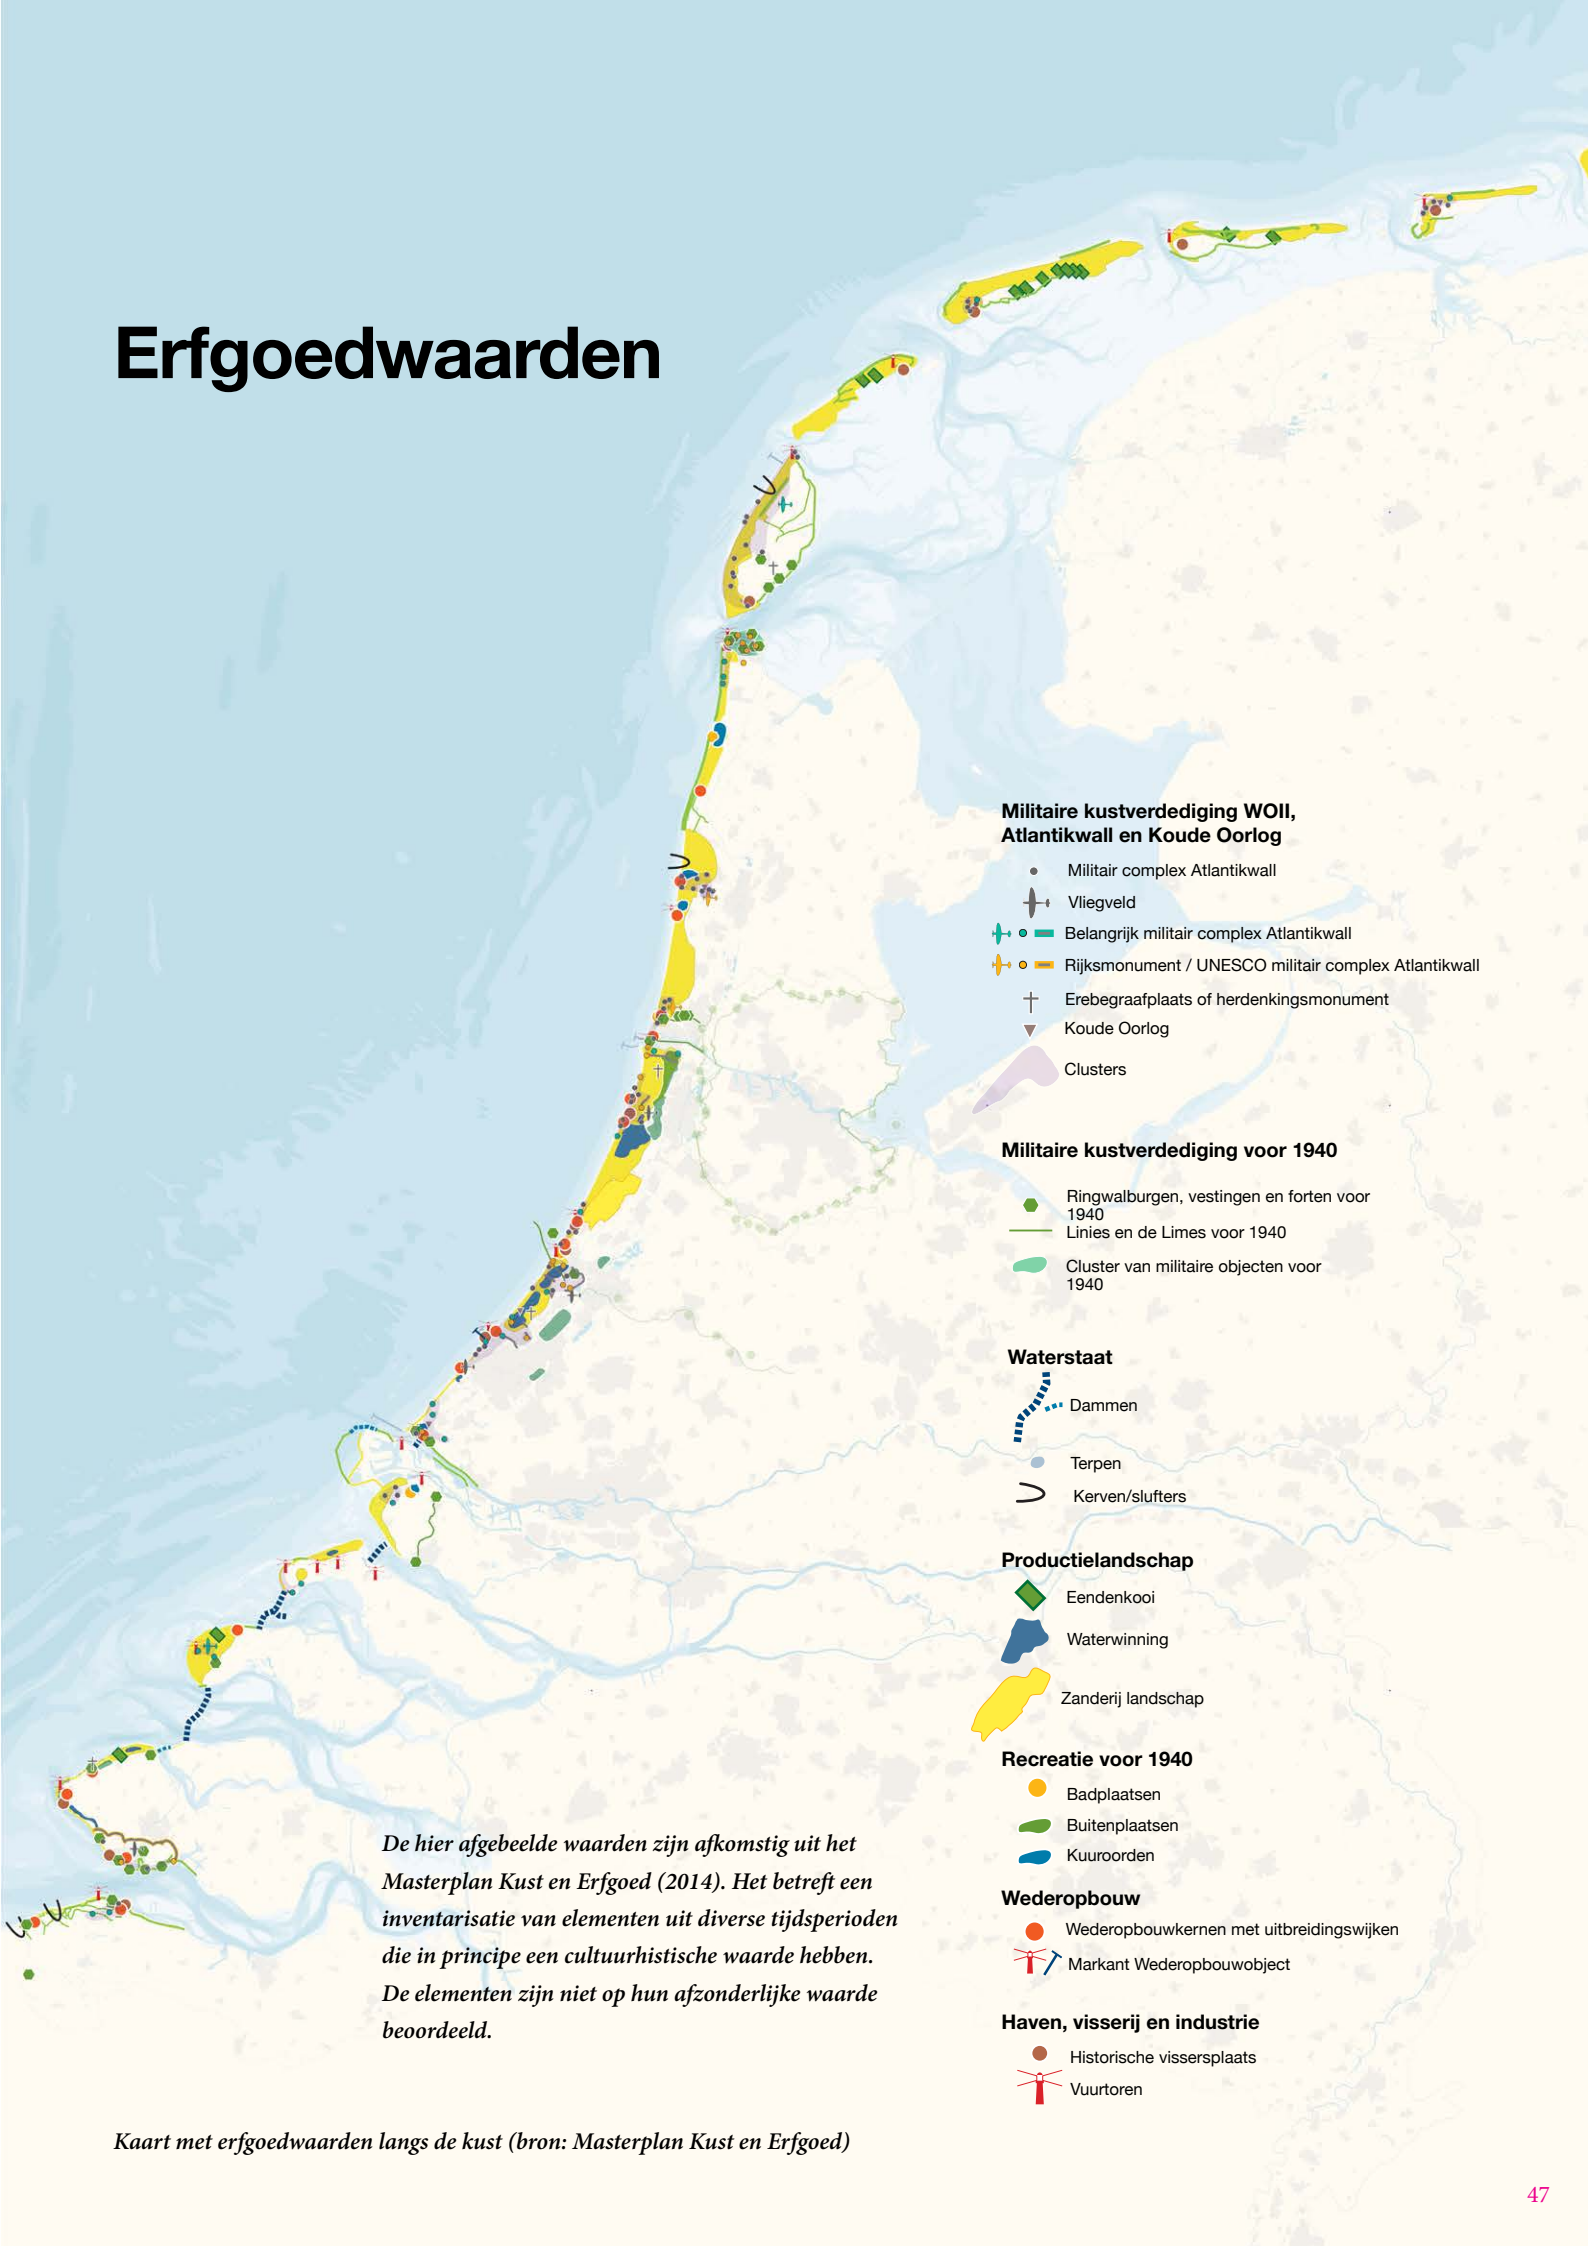 Erfgoedwaarden
Militaire kustverdediging WOII,
Atlantikwall en Koude Oorlog
Militair complex Atlantikwall
Vliegveld
Belangrijk militair complex Atlantikwall
Rijksmonument / UNESCO militair complex Atlantikwall
Erebegraafplaats of herdenkingsmonument
Koude Oorlog
Clusters
Militaire kustverdediging voor 1940
Ringwalburgen, vestingen en forten voor
1940
Linies en de Limes voor 1940
Cluster van militaire objecten voor
1940
Waterstaat
Dammen
Terpen
Kerven/slufters
Productielandschap
Eendenkooi
Waterwinning
Zanderij landschap
Recreatie voor 1940
Badplaatsen
Buitenplaatsen
Kuuroorden
Wederopbouw
Wederopbouwkernen met uitbreidingswijken
Markant Wederopbouwobject
Haven, visserij en industrie
Historische vissersplaats
Vuurtoren
De hier afgebeelde waarden zijn afkomstig uit het
Masterplan Kust en Erfgoed (2014). Het betreft een
inventarisatie van elementen uit diverse tijdsperioden
die in principe een cultuurhistische waarde hebben.
De elementen zijn niet op hun afzonderlijke waarde
beoordeeld.
Kaart met erfgoedwaarden langs de kust (bron: Masterplan Kust en Erfgoed)
47